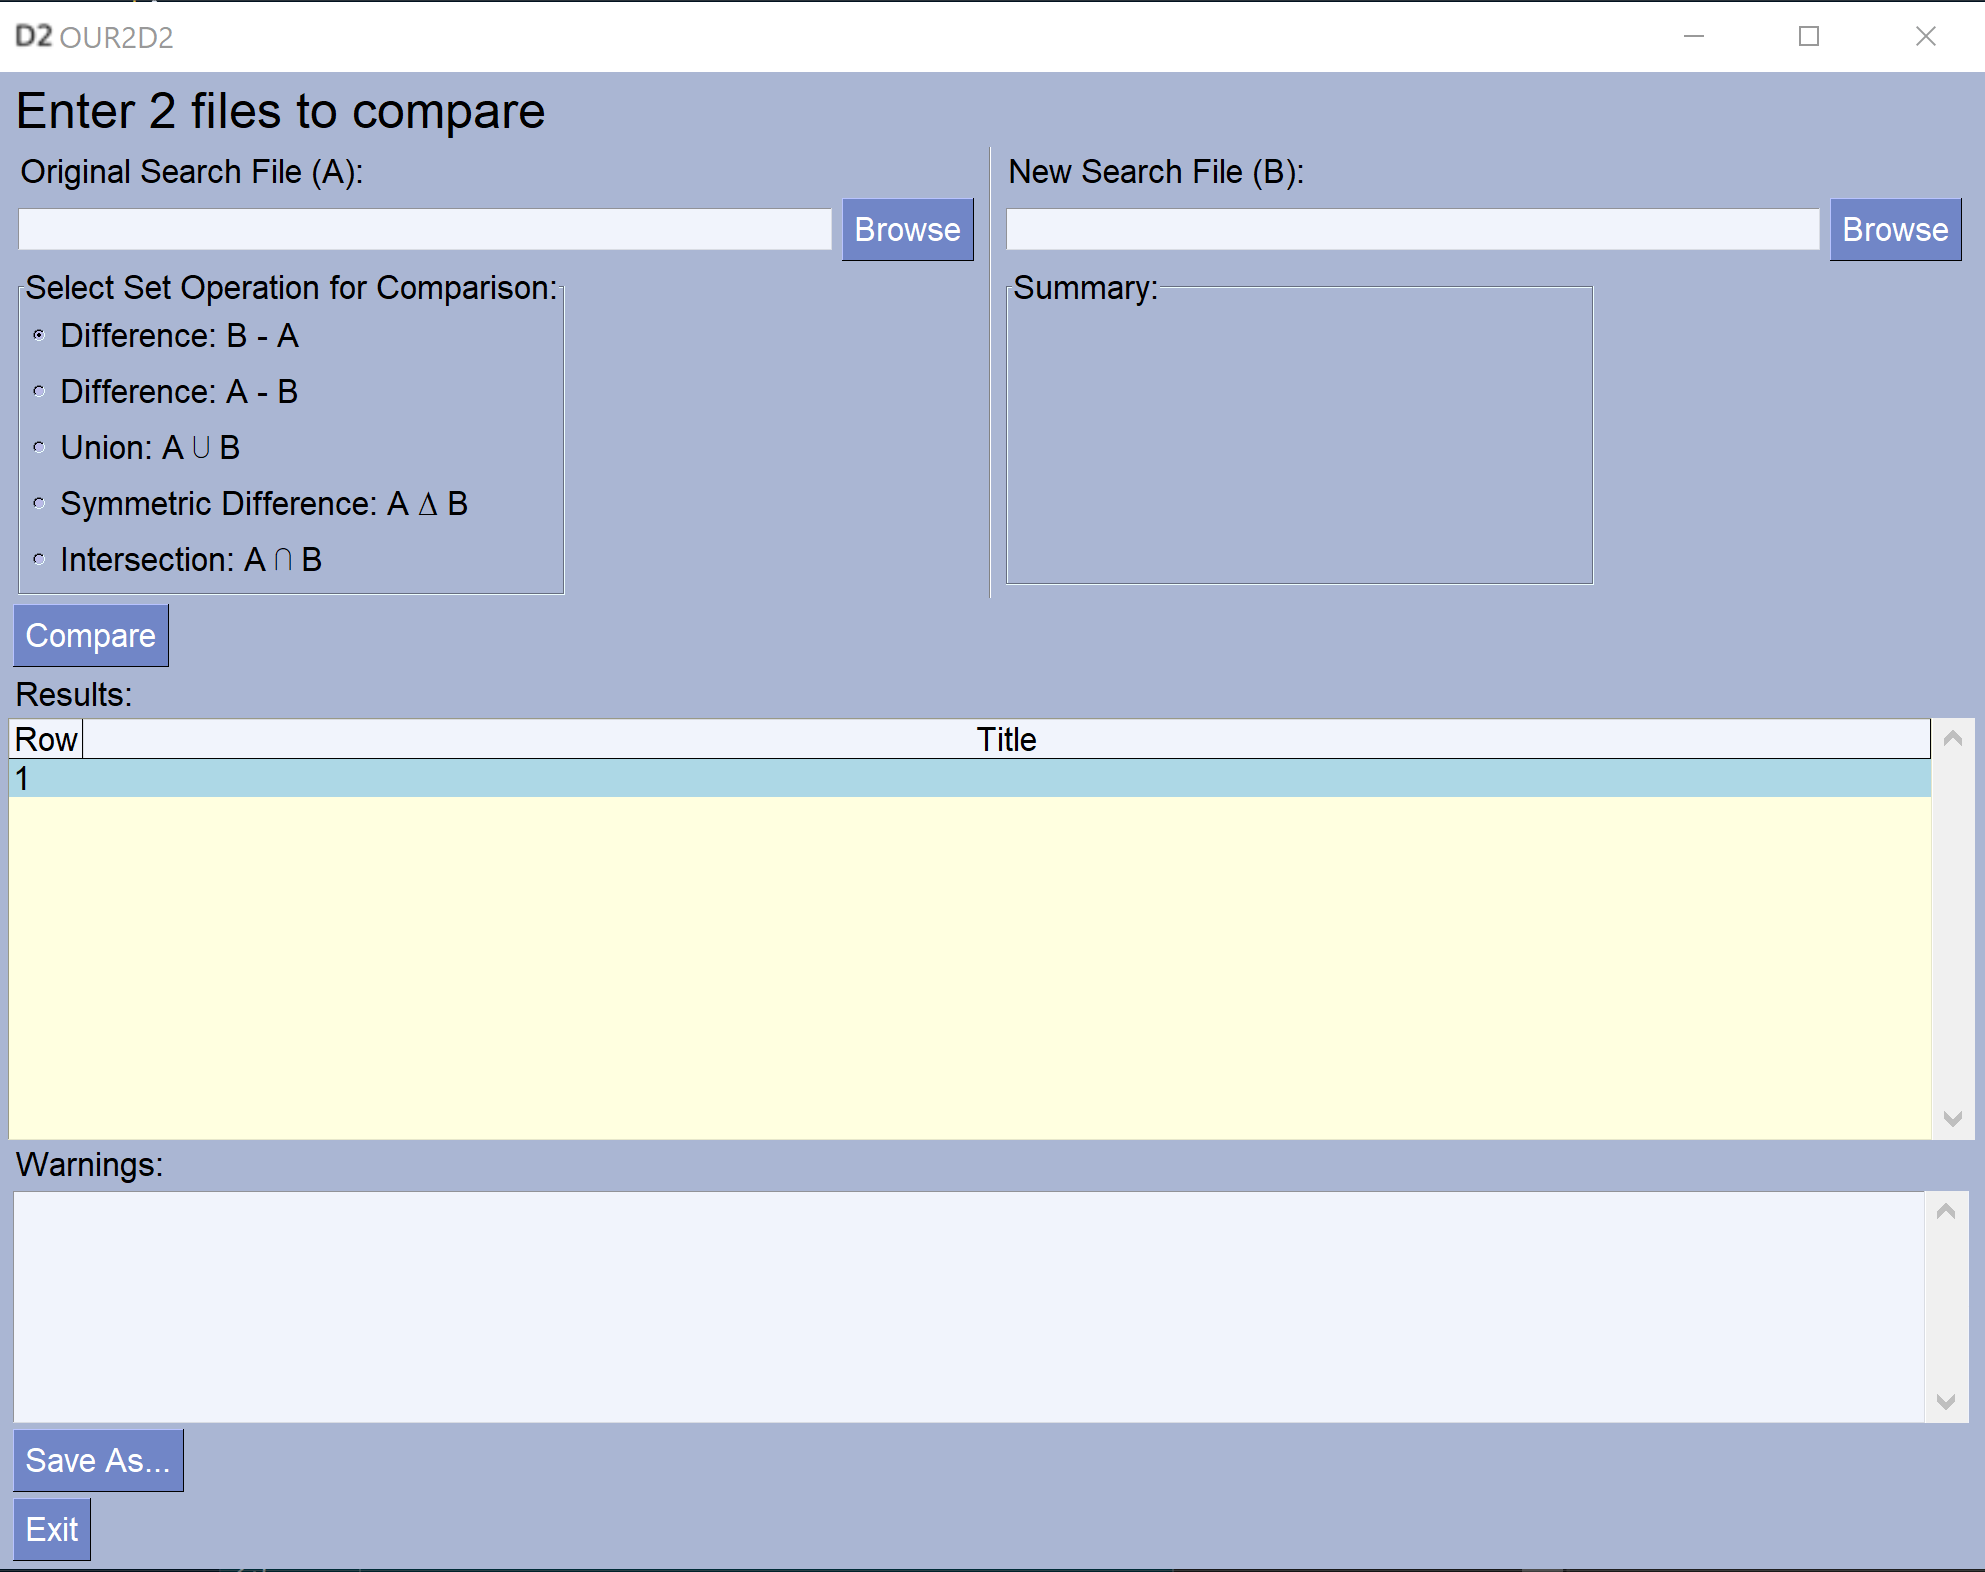 D2 OUR2D2
Enter 2 files to compare
Original Search File (A):
Browse
Select Set Operation for Comparison:
Difference: B - A
Difference: A - B
Union: A ∪ B
Symmetric Difference: A Δ B
Intersection: A ∩ B
New Search File (B):
Browse
Summary:
Compare
Results:
Row Title
1
Warnings:
Save As...
Exit